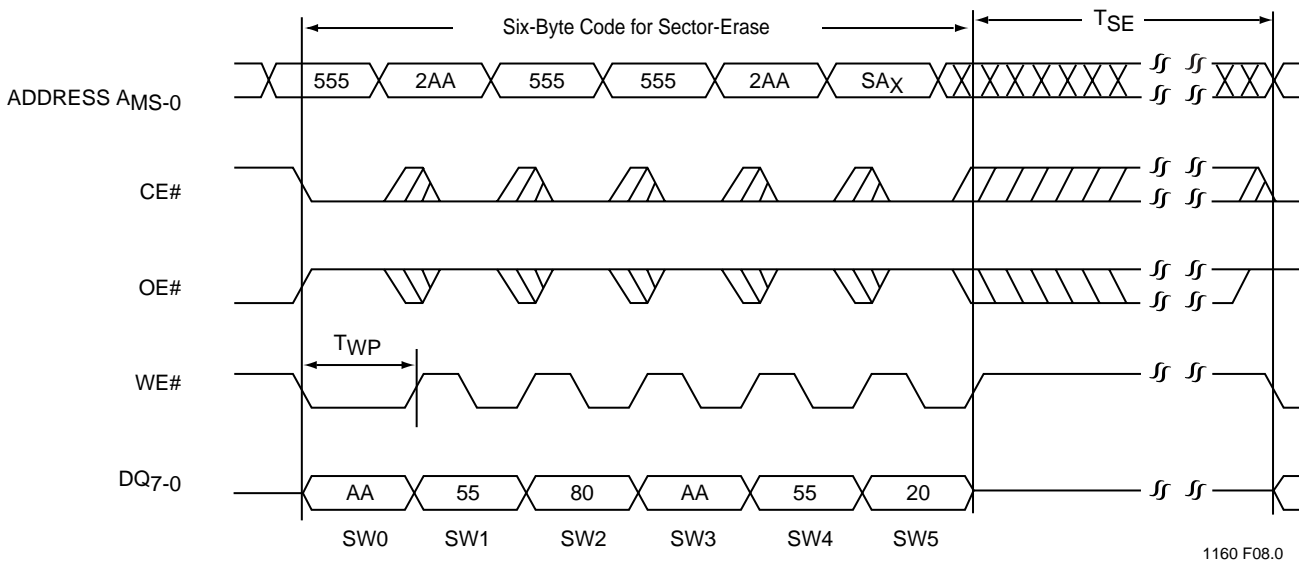 Six-Byte Code for Sector-Erase
TSE
ADDRESS AMS-0
555 2AA 555 555 2AA SAX
CE#
OE#
TWP
WE#
DQ7-0
AA 55 80 AA 55 20
SW0 SW1 SW2 SW3 SW4 SW5
1160 F08.0